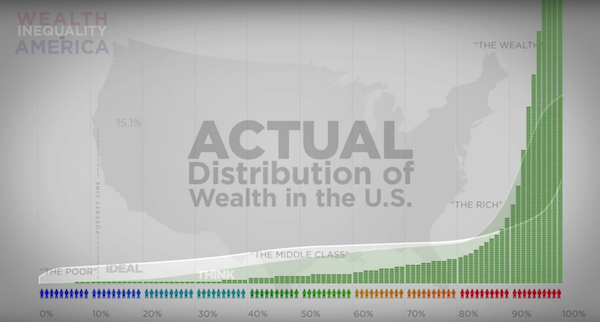 WEALTH
INEQUALITY
AMERICA
"THE WEALTH
15.1%
ACTUAL
Distribution of
Wealth in the U.S.
POVERTY LINE
"THE RICH"
"THE MIDDLE CLASS"
"THE POOR"
IDEAL
THINK
0% 10% 20% 30% 40% 50% 60% 70% 80% 90% 100%